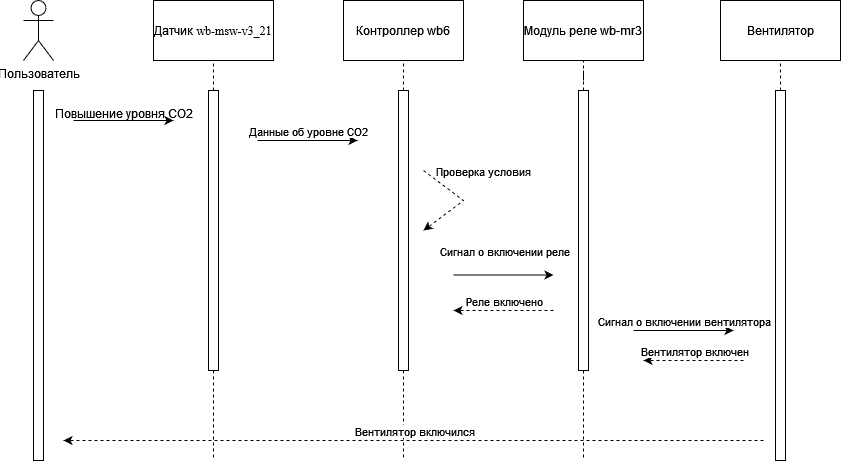 Датчик wb-msw-v3_21
Контроллер wb6
Модуль реле wb-mr3
Вентилятор
Пользователь
Повышение уровня CO2
Данные об уровне CO2
Проверка условия
Сигнал о включении реле
Реле включено
Сигнал о включении вентилятора
Вентилятор включен
Вентилятор включился